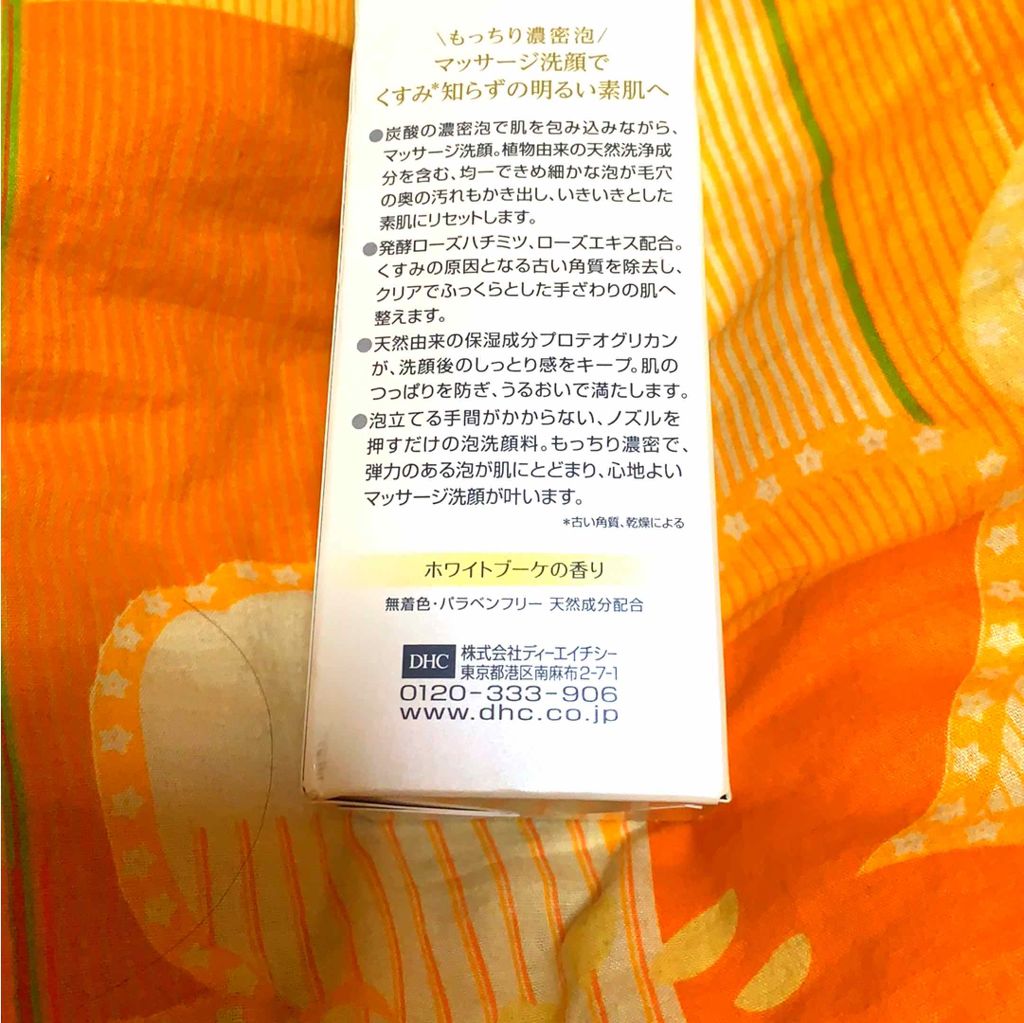 \もっちり濃密泡/
マッサージ洗顔で
くすみ*知らずの明るい素肌へ
●炭酸の濃密泡で肌を包み込みながら、
マッサージ洗顔。植物由来の天然洗浄成
分を含む、均一できめ細かな泡が毛穴
の奥の汚れもかき出し、いきいきとした
素肌にリセットします。
●発酵ローズハチミツ、ローズエキス配合。
くすみの原因となる古い角質を除去し、
クリアでふっくらとした手ざわりの肌へ
整えます。
●天然由来の保湿成分プロテオグリカン
が、洗顔後のしっとり感をキープ。肌の
つっぱりを防ぎ、うるおいで満たします。
●泡立てる手間がかからない、ノズルを
押すだけの泡洗顔料。もっちり濃密で、
弾力のある泡が肌にとどまり、心地よい
マッサージ洗顔が叶います。
*古い角質、乾燥による
ホワイトブーケの香り
無着色・パラベンフリー 天然成分配合
DHC 株式会社ディーエイチシー
東京都港区南麻布2-7-1
0120-333-906
www.dhc.co.jp